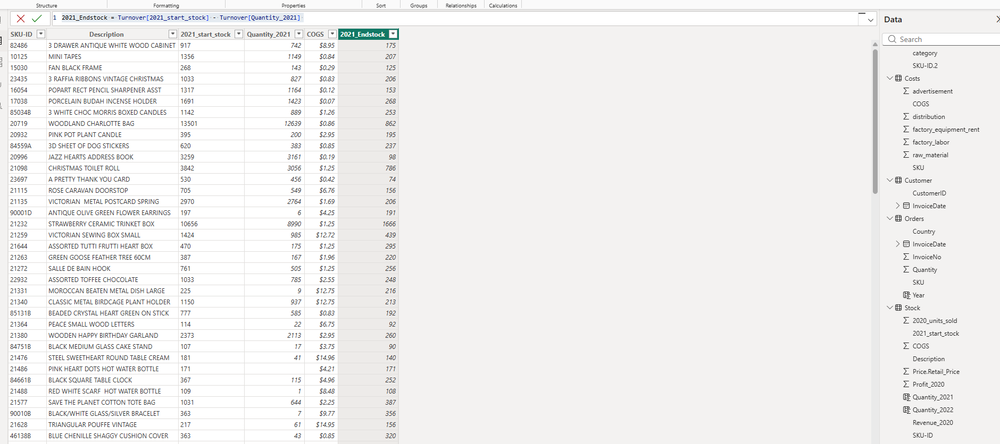 Structure Formatting Properties Sort Groups Relationships Calculations
1 2021_Endstock = Turnover[2021_start_stock] - Turnover[Quantity_2021]
SKU-ID Description 2021_start_stock Quantity_2021 COGS 2021_Endstock
82486 3 DRAWER ANTIQUE WHITE WOOD CABINET 917 742 $8.95 175
10125 MINI TAPES 1356 1149 $0.84 207
15030 FAN BLACK FRAME 268 143 $0.29 125
23435 3 RAFFIA RIBBONS VINTAGE CHRISTMAS 1033 827 $0.83 206
16054 POPART RECT PENCIL SHARPENER ASST 1317 1164 $0.12 153
17038 PORCELAIN BUDAH INCENSE HOLDER 1691 1423 $0.07 268
85034B 3 WHITE CHOC MORRIS BOXED CANDLES 1142 889 $1.26 253
20719 WOODLAND CHARLOTTE BAG 13501 12639 $0.86 862
20932 PINK POT PLANT CANDLE 395 200 $2.95 195
84559A 3D SHEET OF DOG STICKERS 620 383 $0.85 237
20996 JAZZ HEARTS ADDRESS BOOK 3259 3161 $0.19 98
21098 CHRISTMAS TOILET ROLL 3842 3056 $1.25 786
23697 A PRETTY THANK YOU CARD 530 456 $0.42 74
21115 ROSE CARAVAN DOORSTOP 705 549 $6.76 156
21135 VICTORIAN  METAL POSTCARD SPRING 2970 2764 $1.69 206
90001D ANTIQUE OLIVE GREEN FLOWER EARRINGS 197 6 $4.25 191
21232 STRAWBERRY CERAMIC TRINKET BOX 10656 8990 $1.25 1666
21259 VICTORIAN SEWING BOX SMALL 1424 985 $12.72 439
21644 ASSORTED TUTTI FRUTTI HEART BOX 470 175 $1.25 295
21263 GREEN GOOSE FEATHER TREE 60CM 387 167 $1.96 220
21272 SALLE DE BAIN HOOK 761 505 $1.25 256
22932 ASSORTED TOFFEE CHOCOLATE 1033 785 $2.55 248
21331 MOROCCAN BEATEN METAL DISH LARGE 225 9 $12.75 216
21340 CLASSIC METAL BIRDCAGE PLANT HOLDER 1150 937 $12.75 213
85131B BEADED CRYSTAL HEART GREEN ON STICK 777 585 $0.83 192
21364 PEACE SMALL WOOD LETTERS 114 22 $6.75 92
21380 WOODEN HAPPY BIRTHDAY GARLAND 2373 2113 $2.95 260
84751B BLACK MEDIUM GLASS CAKE STAND 107 17 $3.75 90
21476 STEEL SWEETHEART ROUND TABLE CREAM 181 41 $14.96 140
21486 PINK HEART DOTS HOT WATER BOTTLE 171 $4.21 171
84661B BLACK SQUARE TABLE CLOCK 367 115 $4.96 252
21488 RED WHITE SCARF  HOT WATER BOTTLE 109 1 $8.48 108
21577 SAVE THE PLANET COTTON TOTE BAG 1031 644 $2.25 387
90010B BLACK/WHITE GLASS/SILVER BRACELET 363 7 $9.77 356
21628 TRIANGULAR POUFFE VINTAGE 217 61 $14.95 156
46138B BLUE CHENILLE SHAGGY CUSHION COVER 363 43 $0.85 320
Data
Search
category
SKU-ID.2
Costs
advertisement
COGS
distribution
factory_equipment_rent
factory_labor
raw_material
SKU
Customer
CustomerID
InvoiceDate
Orders
Country
InvoiceDate
InvoiceNo
Quantity
SKU
Year
Stock
2020_units_sold
2021_start_stock
COGS
Description
Price.Retail_Price
Profit_2020
Quantity_2021
Quantity_2022
Revenue_2020
SKU-ID